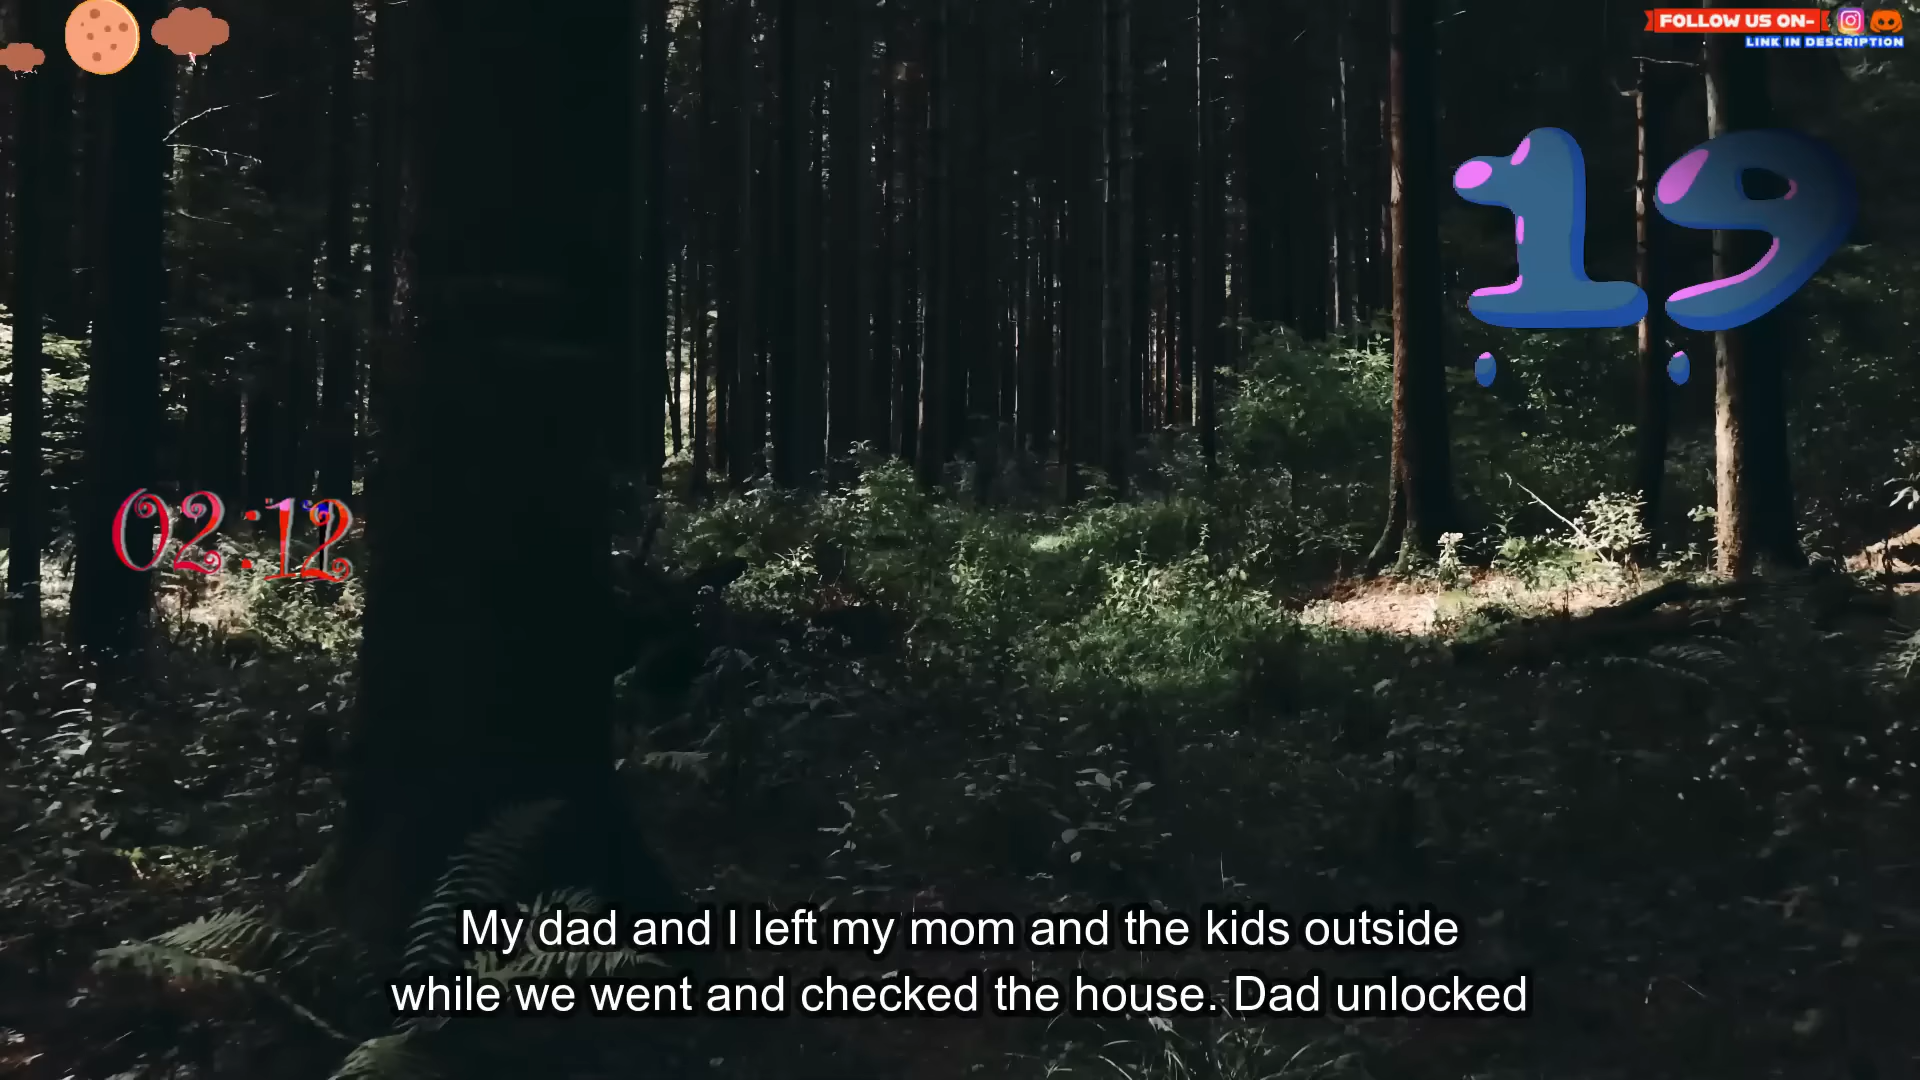 FOLLOW US ON-
LINK IN DESCRIPTION
19
02:12
My dad and I left my mom and the kids outside
while we went and checked the house. Dad unlocked